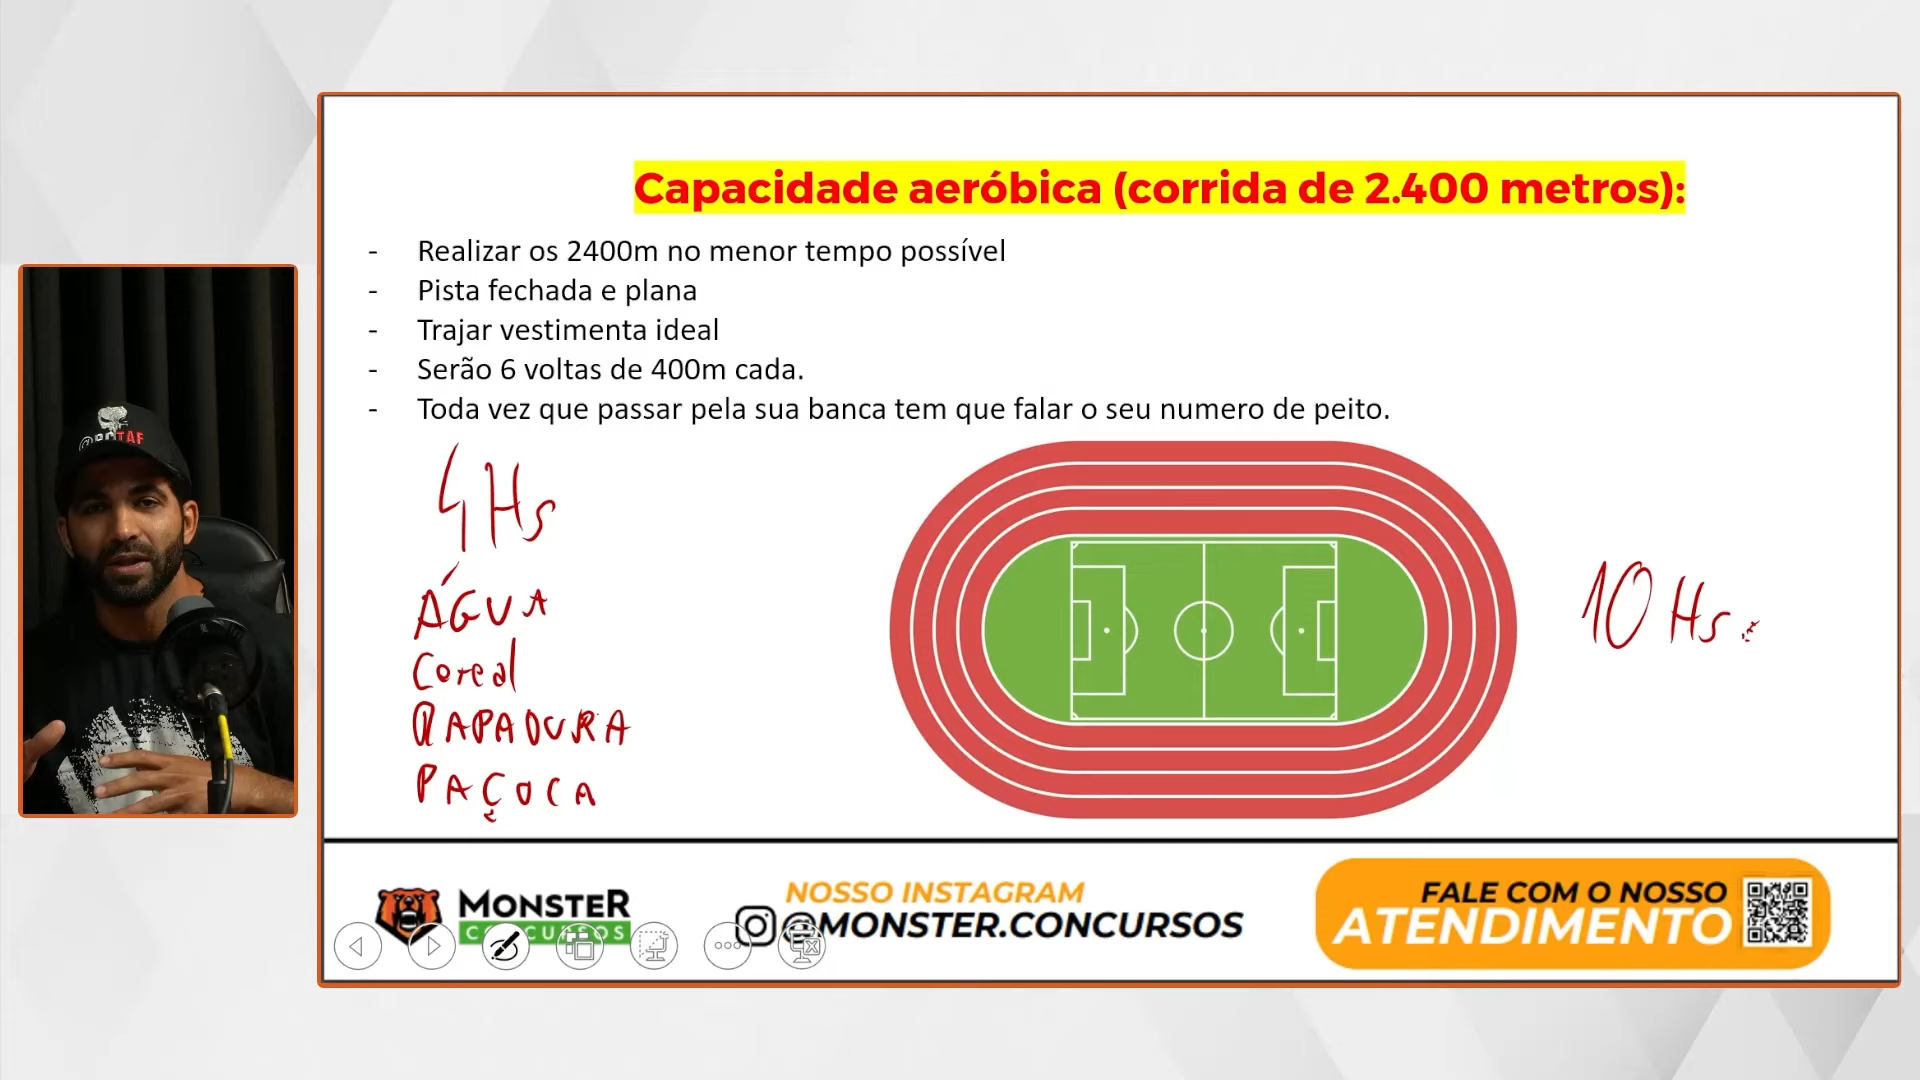 Capacidade aeróbica (corrida de 2.400 metros):
- Realizar os 2400m no menor tempo possível
- Pista fechada e plana
- Trajar vestimenta ideal
- Serão 6 voltas de 400m cada.
- Toda vez que passar pela sua banca tem que falar o seu numero de peito.
4 Hs
ÁGUA
Cereal
RAPADURA
PAÇOCA
10 Hs
MONSTER
CONCURSOS
NOSSO INSTAGRAM
@MONSTER.CONCURSOS
FALE COM O NOSSO
ATENDIMENTO